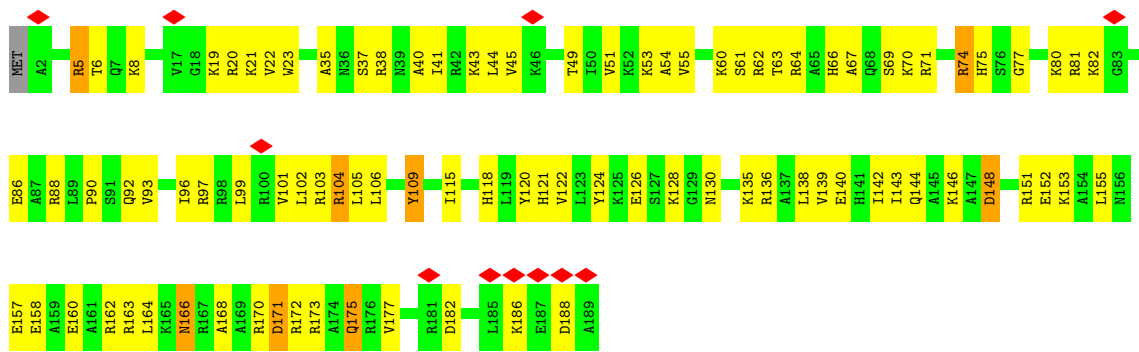 MET A2 R5 T6 Q7 K8 V17 G18 K19 R20 K21 V22 W23 A35 N36 S37 R38 N39 A40 I41 R42 K43 L44 V45 K46 T49 I50 V51 K52 K53 A54 V55 K60 S61 R62 T63 R64 A65 H66 A67 Q68 S69 K70 R71 R74 H75 S76 G77 K80 R81 K82 G83
E86 A87 R88 L89 P90 S91 Q92 V93 I96 R97 R98 L99 R100 V101 L102 R103 R104 L105 L106 Y109 I115 H118 L119 Y120 H121 V122 L123 Y124 K125 E126 S127 K128 G129 N130 K135 R136 A137 L138 V139 E140 H141 I142 I143 Q144 A145 K146 A147 D148 R151 E152 K153 A154 L155 N156
E157 E158 A159 E160 A161 R162 R163 L164 K165 N166 R167 A168 A169 R170 D171 R172 R173 A174 Q175 R176 V177 R181 D182 L185 K186 E187 D188 A189